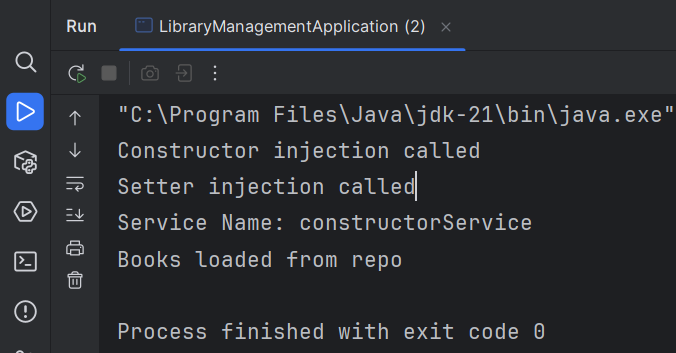 Run LibraryManagementApplication (2)
"C:\Program Files\Java\jdk-21\bin\java.exe"
Constructor injection called
Setter injection called
Service Name: constructorService
Books loaded from repo
Process finished with exit code 0